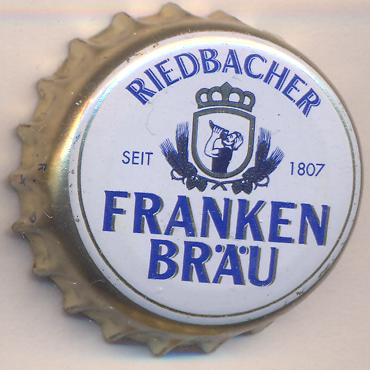 RIEDBACHER
SEIT 1807
FRANKEN
BRÄU